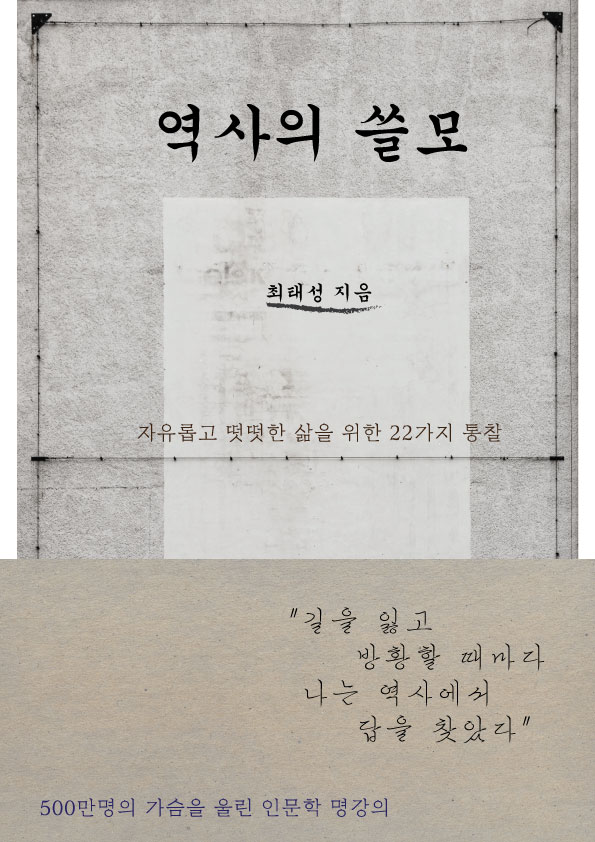 역사의 쓸모
최태성 지음
자유롭고 떳떳한 삶을 위한 22가지 통찰
"길을 잃고
방황할 때마다
나는 역사에서
답을 찾았다"
500만명의 가슴을 울린 인문학 명강의